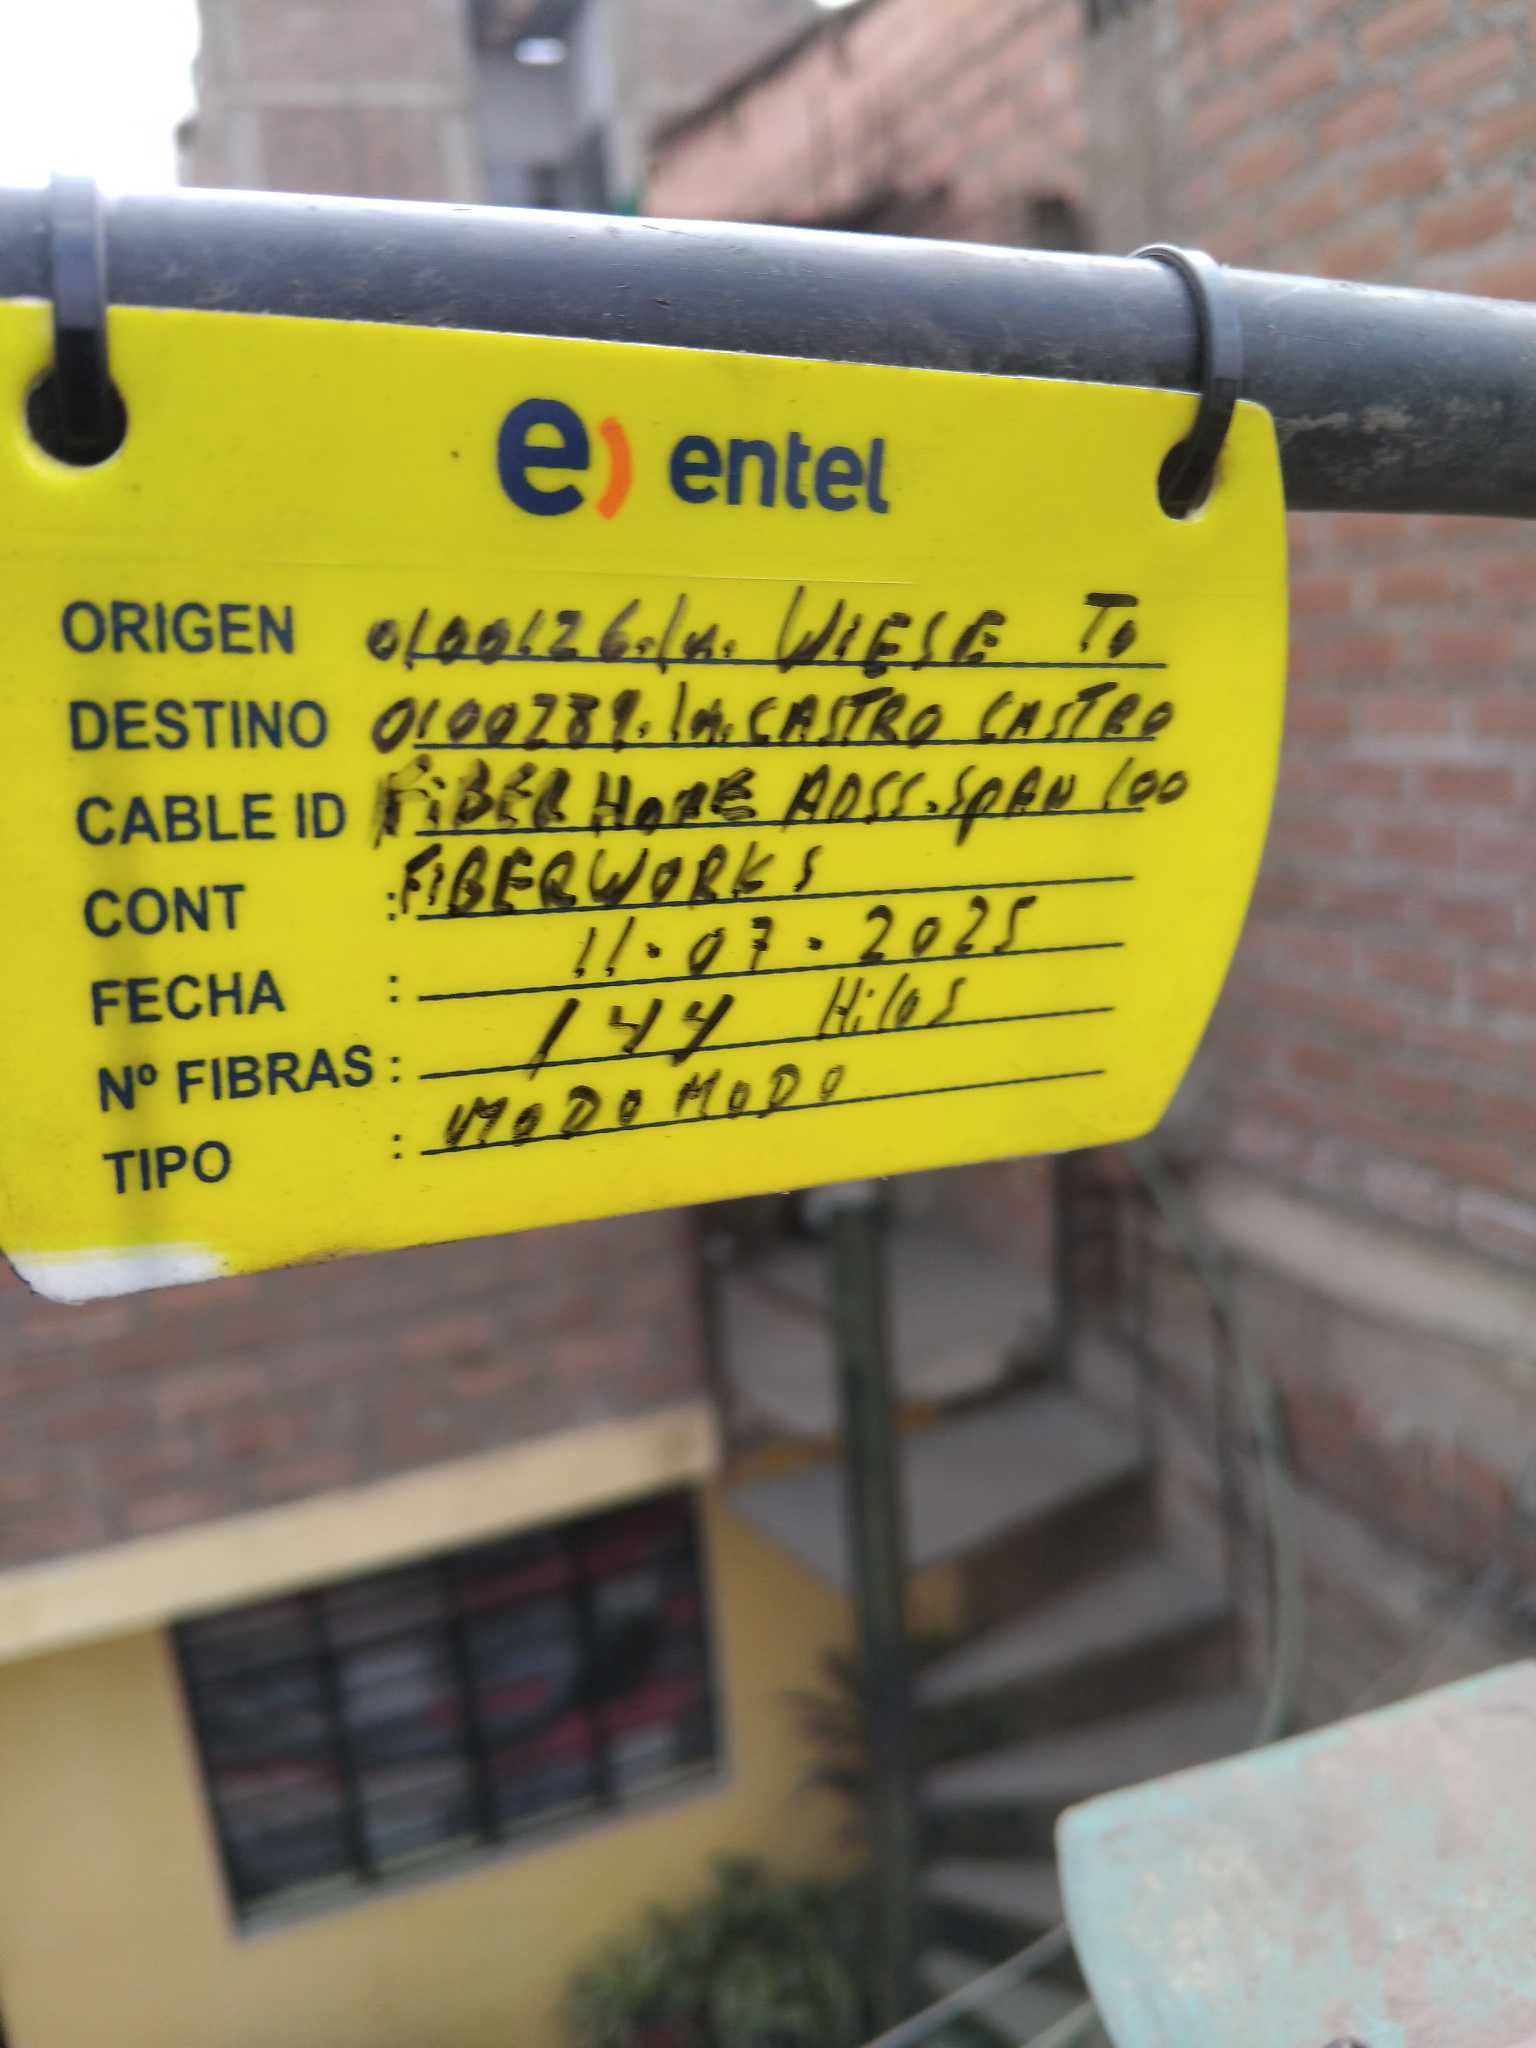 e) entel
ORIGEN 0100126.Lm. WIESE To
DESTINO 0100289.Lm.CASTRO CASTRO
CABLE ID FIBER HOME ADSS.SPAN 100
CONT :FIBERWORKS
FECHA : 11.07.2025
Nº FIBRAS: 144 Hilos
TIPO : MODO MODO